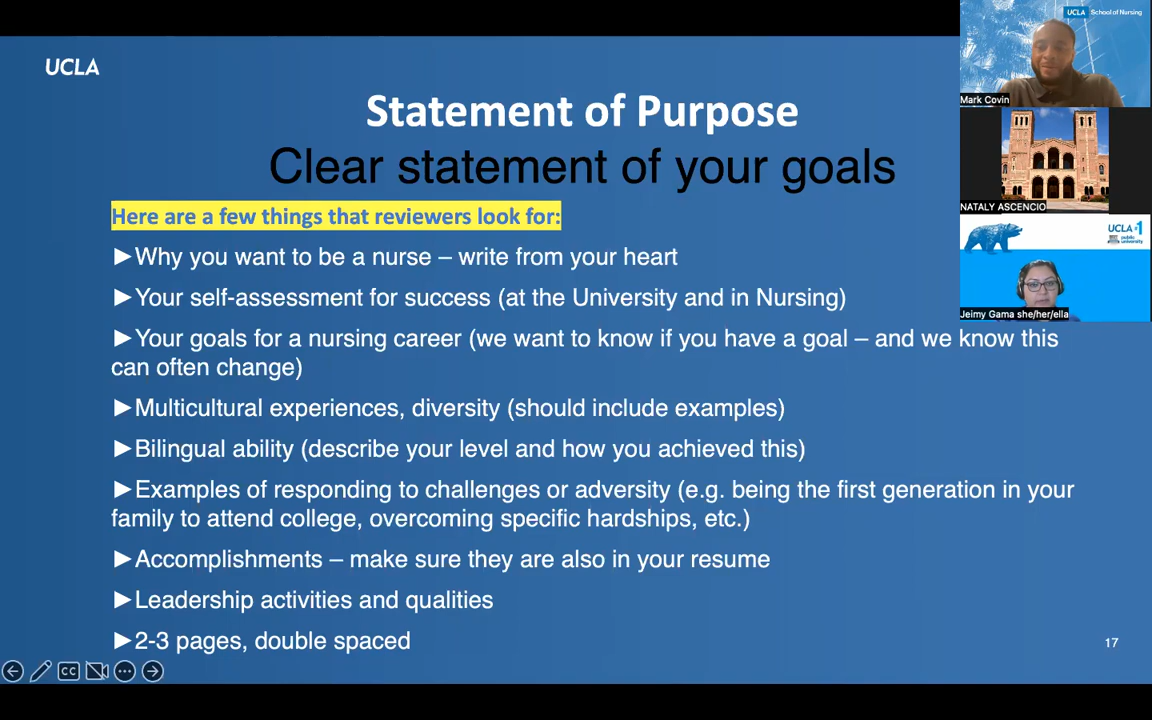 UCLA
Statement of Purpose
Clear statement of your goals
Here are a few things that reviewers look for:
►Why you want to be a nurse – write from your heart
►Your self-assessment for success (at the University and in Nursing)
►Your goals for a nursing career (we want to know if you have a goal – and we know this
can often change)
►Multicultural experiences, diversity (should include examples)
►Bilingual ability (describe your level and how you achieved this)
►Examples of responding to challenges or adversity (e.g. being the first generation in your
family to attend college, overcoming specific hardships, etc.)
►Accomplishments – make sure they are also in your resume
►Leadership activities and qualities
►2-3 pages, double spaced
17
CC
UCLA School of Nursing
Mark Covin
NATALY ASCENCIO
UCLA #1
public
university
Jeimy Gama she/her/ella